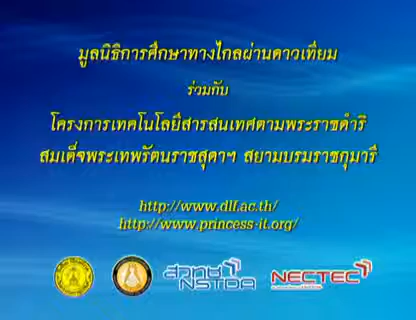 มูลนิธิการศึกษาทางไกลผ่านดาวเทียม
ร่วมกับ
โครงการเทคโนโลยีสารสนเทศตามพระราชดำริ
สมเด็จพระเทพรัตนราชสุดาฯ สยามบรมราชกุมารี
http://www.dlf.ac.th/
http://www.princess-it.org/
สวทช
NSTDA
NECTEC